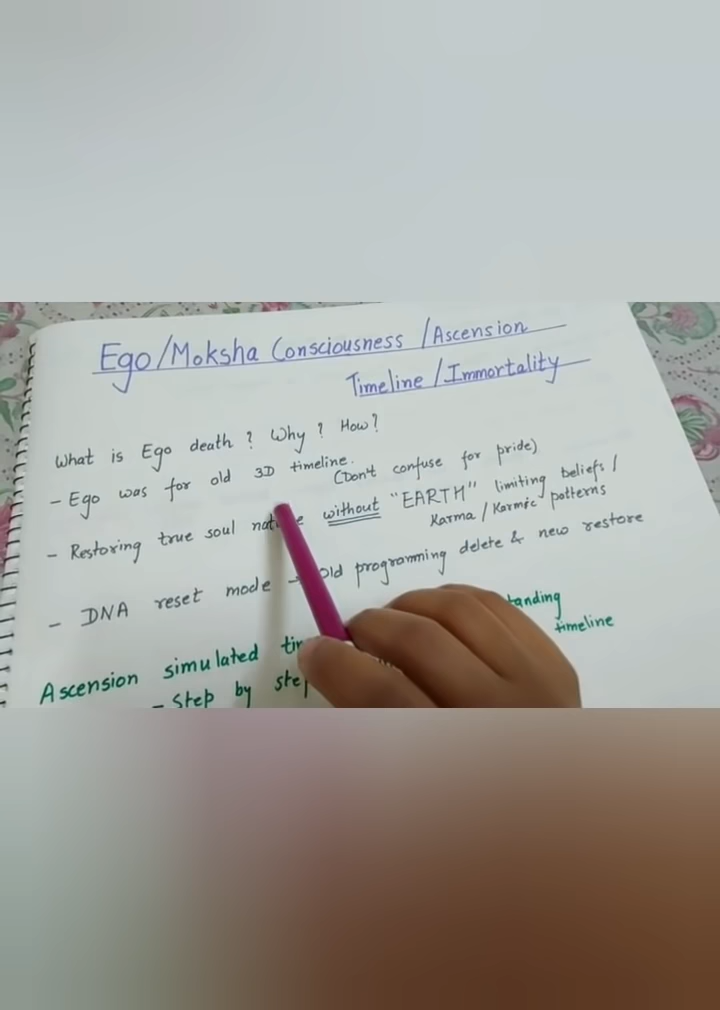 Ego/Moksha Consciousness /Ascension
Timeline/Immortality
What is Ego death? Why? How?
- Ego was for old 3D timeline.
(Don't confuse for pride)
- Restoring true soul without "EARTH" limiting beliefs/
Karma/Karmic patterns
- DNA reset mode → Old programming delete & new restore
Ascension simulated
timeline
- Step by